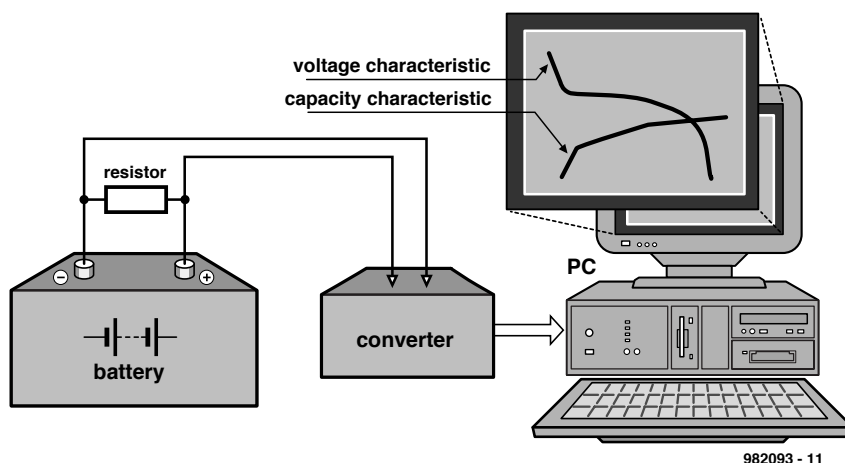 voltage characteristic
capacity characteristic
resistor
PC
battery
converter
982093 - 11